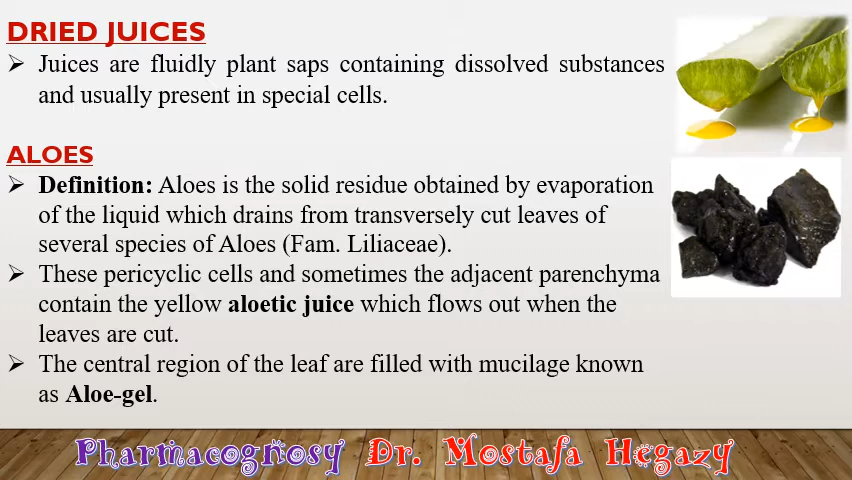 DRIED JUICES
➢ Juices are fluidly plant saps containing dissolved substances
and usually present in special cells.
ALOES
➢ Definition: Aloes is the solid residue obtained by evaporation
of the liquid which drains from transversely cut leaves of
several species of Aloes (Fam. Liliaceae).
➢ These pericyclic cells and sometimes the adjacent parenchyma
contain the yellow aloetic juice which flows out when the
leaves are cut.
➢ The central region of the leaf are filled with mucilage known
as Aloe-gel.
Pharmacognosy Dr. Mostafa Hegazy